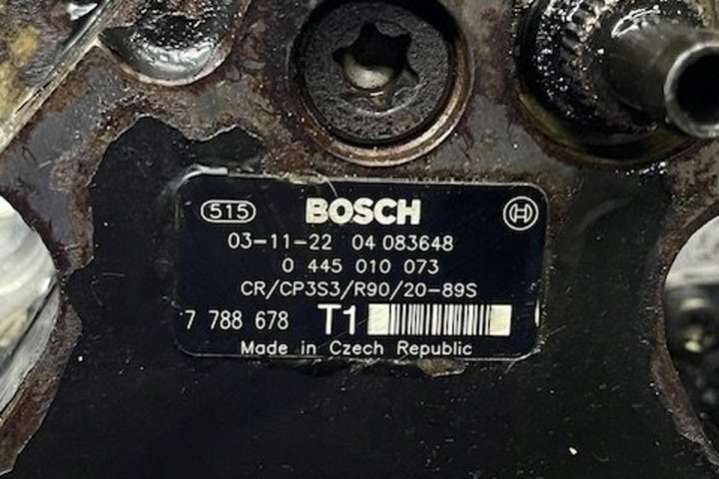 515 BOSCH
03-11-22 04 083648
0 445 010 073
CR/CP3S3/R90/20-89S
7 788 678 T1
Made in Czech Republic